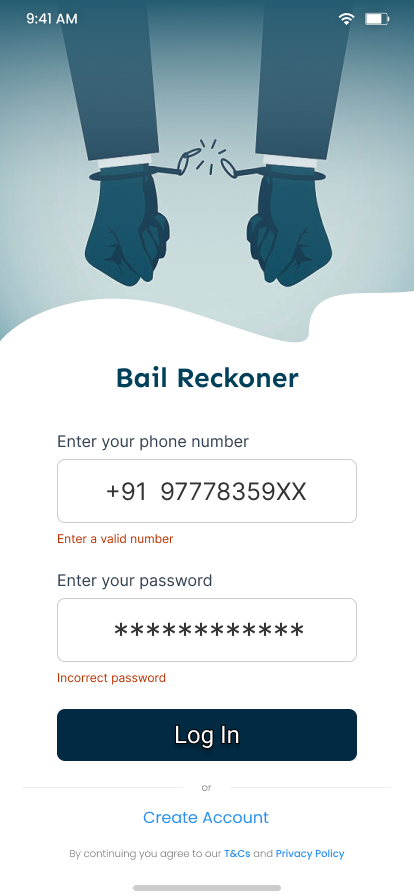 9:41 AM
Bail Reckoner
Enter your phone number
+91 97778359XX
Enter a valid number
Enter your password
************
Incorrect password
Log In
or
Create Account
By continuing you agree to our T&Cs and Privacy Policy